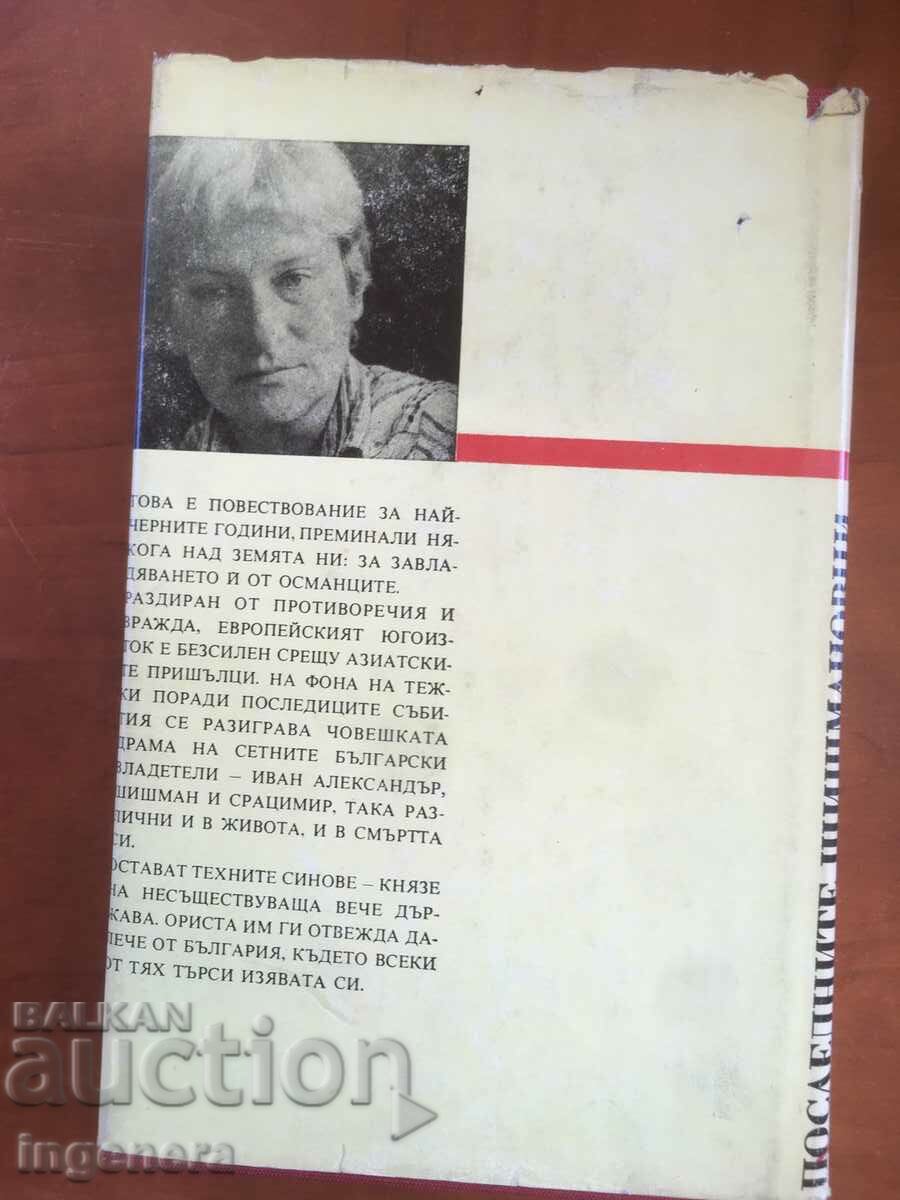 ТОВА Е ПОВЕСТВОВАНИЕ ЗА НАЙ-
ЧЕРНИТЕ ГОДИНИ, ПРЕМИНАЛИ НЯ-
КОГА НАД ЗЕМЯТА НИ: ЗА ЗАВЛА-
ДЯВАНЕТО Й ОТ ОСМАНЦИТЕ.
РАЗДИРАН ОТ ПРОТИВОРЕЧИЯ И
ВРАЖДА, ЕВРОПЕЙСКИЯТ ЮГОИЗ-
ТОК Е БЕЗСИЛЕН СРЕЩУ АЗИАТСКИ-
ТЕ ПРИШЪЛЦИ. НА ФОНА НА ТЕЖ-
КИ ПОРАДИ ПОСЛЕДИЦИТЕ СЪБИ-
ТИЯ СЕ РАЗИГРАВА ЧОВЕШКАТА
ДРАМА НА СЕТНИТЕ БЪЛГАРСКИ
ВЛАДЕТЕЛИ – ИВАН АЛЕКСАНДЪР,
ШИШМАН И СРАЦИМИР, ТАКА РАЗ-
ЛИЧНИ И В ЖИВОТА, И В СМЪРТТА
СИ.
ОСТАВАТ ТЕХНИТЕ СИНОВЕ – КНЯЗЕ
НА НЕСЪЩЕСТВУВАЩА ВЕЧЕ ДЪР-
ЖАВА. ОРИСТА ИМ ГИ ОТВЕЖДА ДА-
ЛЕЧЕ ОТ БЪЛГАРИЯ, КЪДЕТО ВСЕКИ
ОТ ТЯХ ТЪРСИ ИЗЯВАТА СИ.
ПОСЛЕДНИТЕ ШИШМАНОВЦИ
BALKAN
auction
ingenera